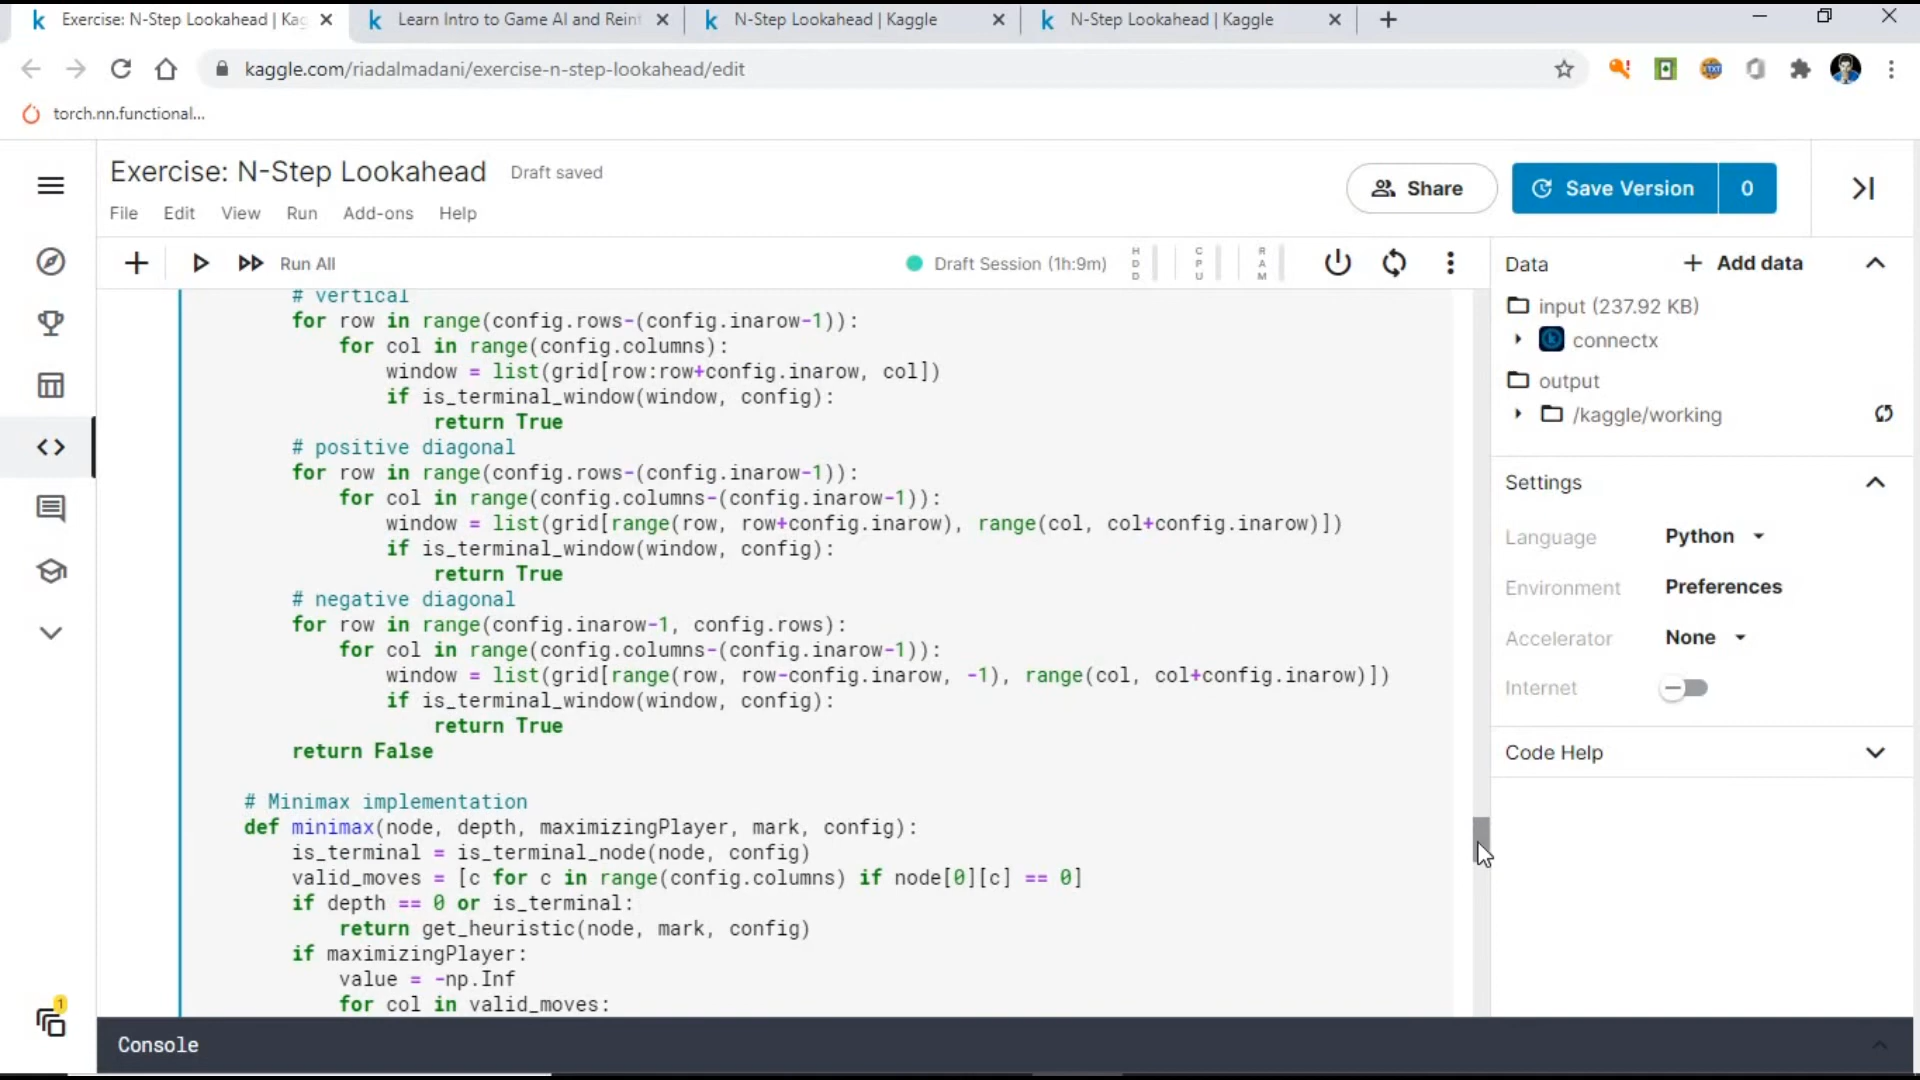 Exercise: N-Step Lookahead | Kag
Learn Intro to Game AI and Rein
N-Step Lookahead | Kaggle
N-Step Lookahead | Kaggle
kaggle.com/riadalmadani/exercise-n-step-lookahead/edit
torch.nn.functional...
Exercise: N-Step Lookahead
Draft saved
Share
Save Version
0
File Edit View Run Add-ons Help
Run All
Draft Session (1h:9m)
HDD
CPU
RAM
# vertical
for row in range(config.rows-(config.inarow-1)):
for col in range(config.columns):
window = list(grid[row:row+config.inarow, col])
if is_terminal_window(window, config):
return True
# positive diagonal
for row in range(config.rows-(config.inarow-1)):
for col in range(config.columns-(config.inarow-1)):
window = list(grid[range(row, row+config.inarow), range(col, col+config.inarow)])
if is_terminal_window(window, config):
return True
# negative diagonal
for row in range(config.inarow-1, config.rows):
for col in range(config.columns-(config.inarow-1)):
window = list(grid[range(row, row-config.inarow, -1), range(col, col+config.inarow)])
if is_terminal_window(window, config):
return True
return False
# Minimax implementation
def minimax(node, depth, maximizingPlayer, mark, config):
is_terminal = is_terminal_node(node, config)
valid_moves = [c for c in range(config.columns) if node[0][c] == 0]
if depth == 0 or is_terminal:
return get_heuristic(node, mark, config)
if maximizingPlayer:
value = -np.Inf
for col in valid_moves:
Data
+ Add data
input (237.92 KB)
connectx
output
/kaggle/working
Settings
Language Python
Environment Preferences
Accelerator None
Internet
Code Help
1
Console